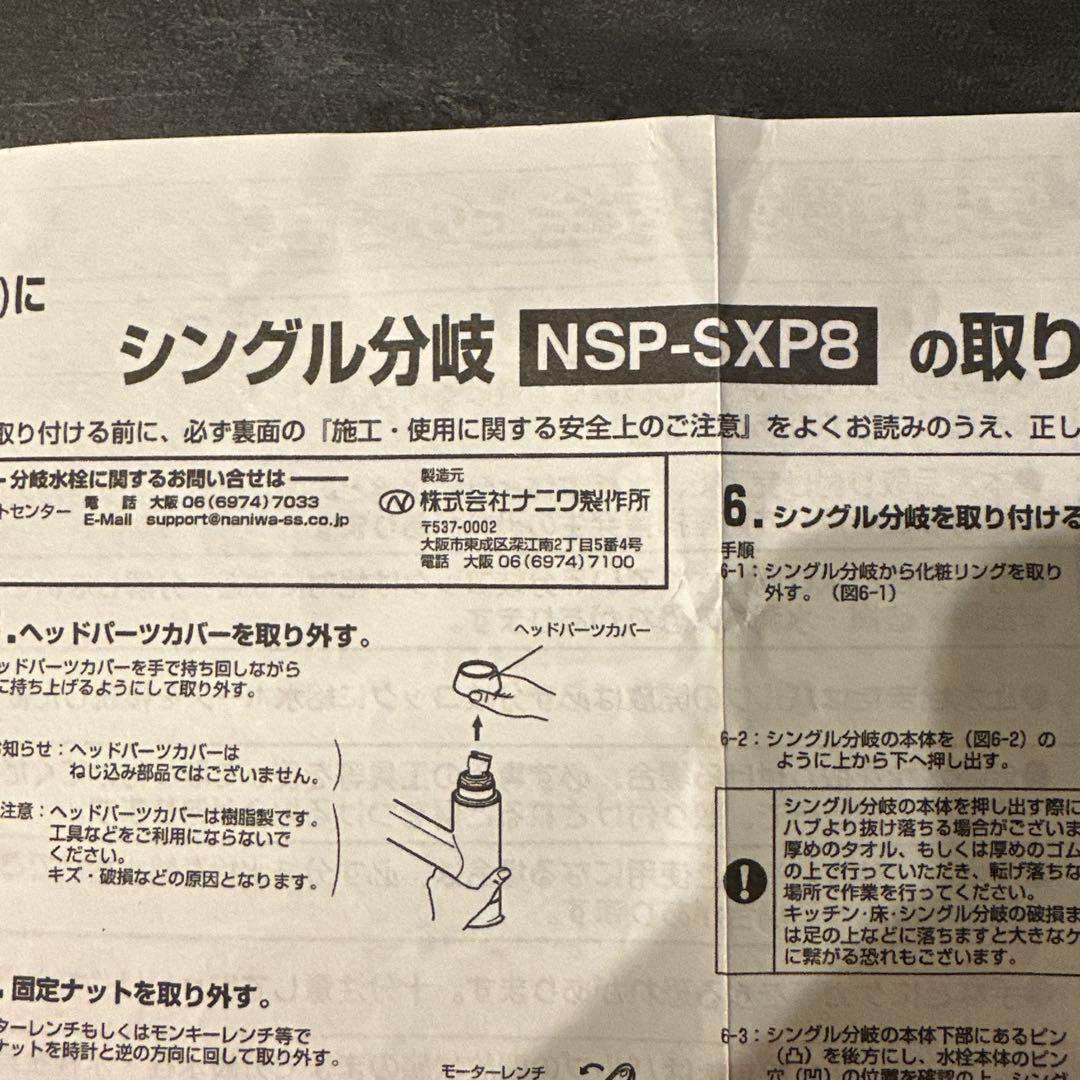 )に
シングル分岐 NSP-SXP8 の取り
取り付ける前に、必ず裏面の『施工・使用に関する安全上のご注意』をよくお読みのうえ、正し
分岐水栓に関するお問い合せは
トセンター 電 話 大阪 06(6974)7033
E-Mail support@naniwa-ss.co.jp
製造元
株式会社ナニワ製作所
〒537-0002
大阪市東成区深江南2丁目5番4号
電話 大阪 06(6974)7100
.ヘッドパーツカバーを取り外す。
ッドパーツカバーを手で持ち回しながら
に持ち上げるようにして取り外す。
お知らせ:ヘッドパーツカバーは
ねじ込み部品ではございません。
注意:ヘッドパーツカバーは樹脂製です。
工具などをご利用にならないで
ください。
キズ・破損などの原因となります。
ヘッドパーツカバー
.固定ナットを取り外す。
ーターレンチもしくはモンキーレンチ等で
ナットを時計と逆の方向に回して取り外す。
モーターレンチ
6.シングル分岐を取り付ける
手順
6-1:シングル分岐から化粧リングを取り
外す。(図6-1)
6-2:シングル分岐の本体を(図6-2)の
ように上から下へ押し出す。
シングル分岐の本体を押し出す際に
ハブより抜け落ちる場合がございま
厚めのタオル、もしくは厚めのゴム
の上で行っていただき、転げ落ちな
場所で作業を行ってください。
キッチン・床・シングル分岐の破損ま
は足の上などに落ちますと大きなケ
に繋がる恐れもございます。
6-3:シングル分岐の本体下部にあるピン
(凸)を後方にし、水栓本体のピン
穴(凹)の位置を確認の上、シング